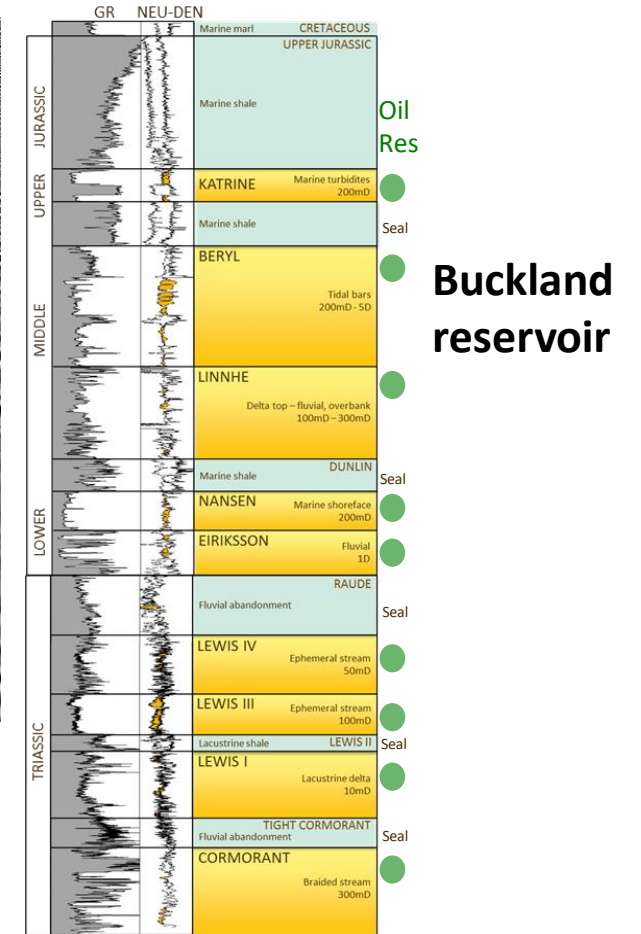 GR NEU-DEN
Marine marl CRETACEOUS
UPPER JURASSIC
Marine shale
JURASSIC
Oil
Res
UPPER
KATRINE Marine turbidites
200mD
Marine shale Seal
BERYL
Buckland
reservoir
Tidal bars
200mD - 5D
MIDDLE
LINNHE
Delta top – fluvial, overbank
100mD – 300mD
DUNLIN
Marine shale Seal
LOWER
NANSEN Marine shoreface
200mD
EIRIKSSON Fluvial
1D
RAUDE
Fluvial abandonment Seal
TRIASSIC
LEWIS IV
Ephemeral stream
50mD
LEWIS III Ephemeral stream
100mD
Lacustrine shale LEWIS II Seal
LEWIS I
Lacustrine delta
10mD
TIGHT CORMORANT
Fluvial abandonment Seal
CORMORANT
Braided stream
300mD